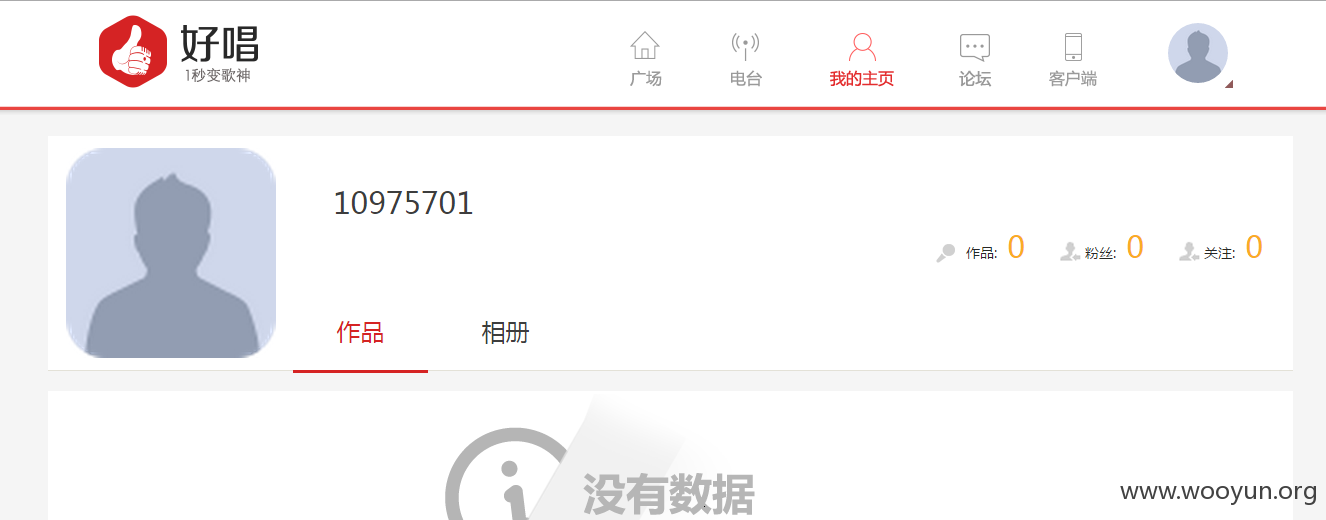 好唱
1秒变歌神
广场
电台
我的主页
论坛
客户端
10975701
作品: 0
粉丝: 0
关注: 0
作品
相册
没有数据
www.wooyun.org